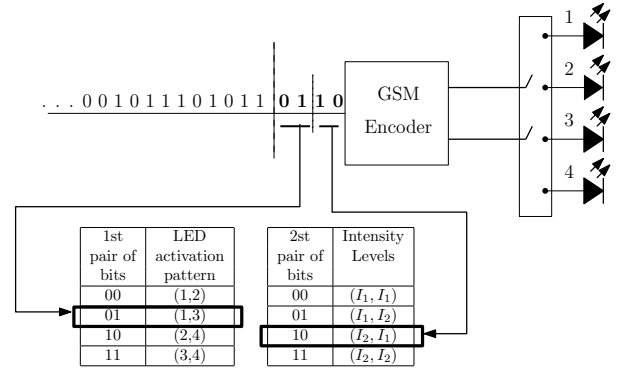 1
2
3
4
. . . 0 0 1 0 1 1 1 0 1 0 1 1 0 1 1 0
GSM
Encoder
1st pair of bits LED activation pattern
00 (1,2)
01 (1,3)
10 (2,4)
11 (3,4)
2st pair of bits Intensity Levels
00 (I₁, I₁)
01 (I₁, I₂)
10 (I₂, I₁)
11 (I₂, I₂)